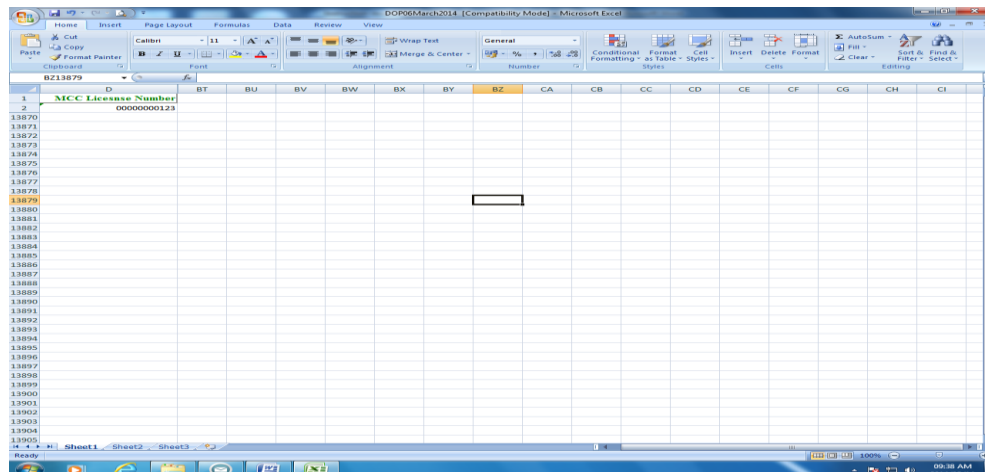 DOP06March2014 [Compatibility Mode] - Microsoft Excel
Home Insert Page Layout Formulas Data Review View
Cut
Copy
Format Painter
Paste
Clipboard
Calibri 11
B I U
Font
Wrap Text
Merge & Center
Alignment
General
% ,
Number
Conditional Formatting
Format as Table
Cell Styles
Styles
Insert Delete Format
Cells
Σ AutoSum
Fill
Clear
Sort & Filter
Find & Select
Editing
BZ13879 fx
D BT BU BV BW BX BY BZ CA CB CC CD CE CF CG CH CI
1 MCC Licesnse Number
2 00000000123
13870
13871
13872
13873
13874
13875
13876
13877
13878
13879
13880
13881
13882
13883
13884
13885
13886
13887
13888
13889
13890
13891
13892
13893
13894
13895
13896
13897
13898
13899
13900
13901
13902
13903
13904
13905
Sheet1 Sheet2 Sheet3
Ready 100%
09:38 AM